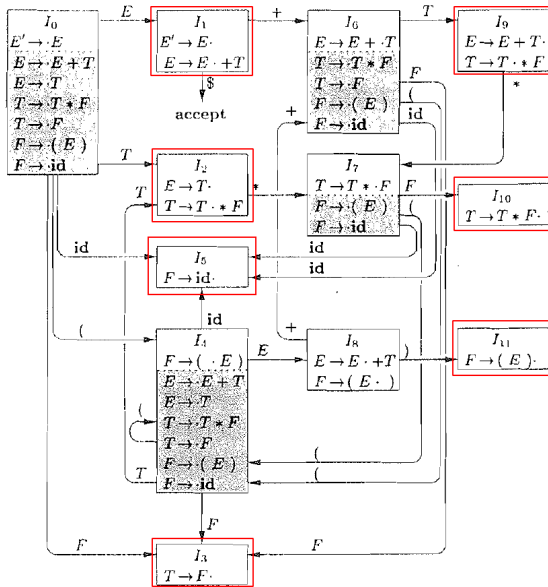 I₀
E′ → ·E
E → ·E + T
E → ·T
T → ·T * F
T → ·F
F → ·( E )
F → ·id
E
I₁
E′ → E·
E → E· +T
$
accept
+
I₆
E → E + ·T
T → ·T * F
T → ·F
F → ·( E )
F → ·id
T
I₉
E → E + T·
T → T· * F
*
F
(
id
+
T
I₂
E → T·
T → T· * F
T
*
I₇
T → T * ·F
F → ·( E )
F → ·id
F
(
id
id
I₁₀
T → T * F·
id
I₅
F → id·
id
(
I₄
F → ( ·E )
E → ·E + T
E → ·T
T → ·T * F
T → ·F
F → ·( E )
F → ·id
(
T
E
+
I₈
E → E· +T
F → ( E· )
)
I₁₁
F → ( E )·
(
(
F
F
F
I₃
T → F·